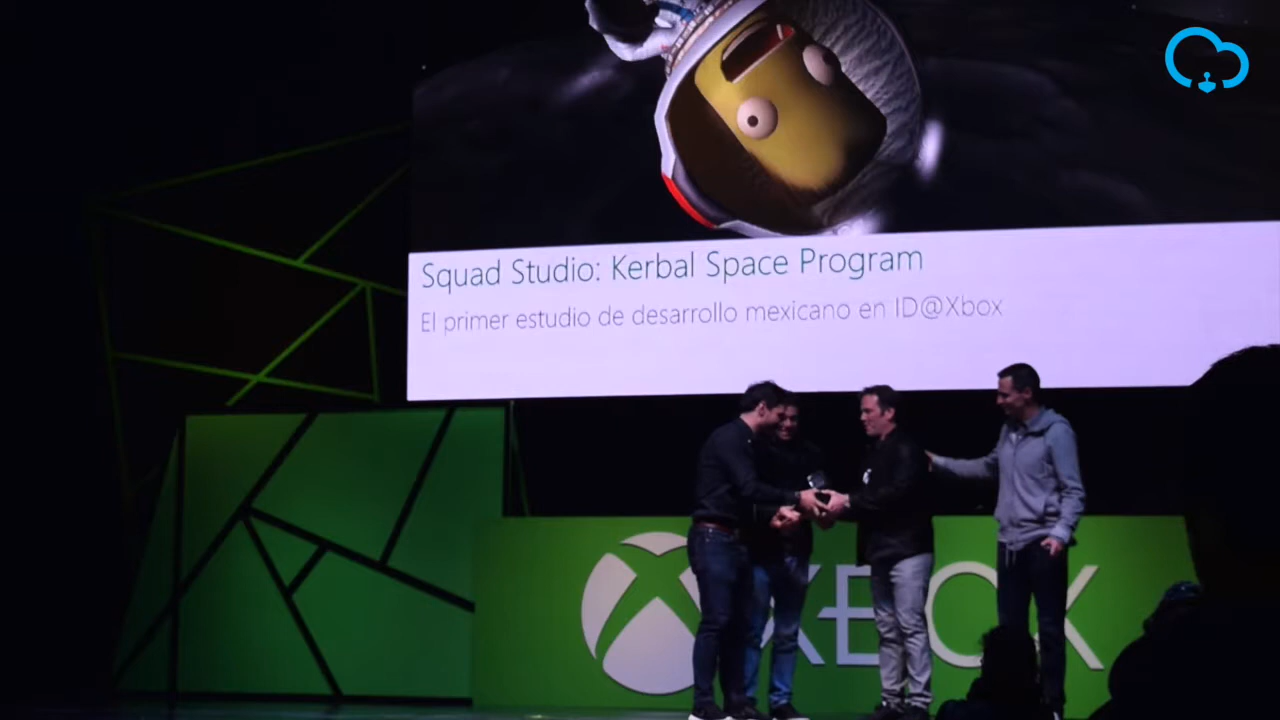 Squad Studio: Kerbal Space Program
El primer estudio de desarrollo mexicano en ID@Xbox
XBOX